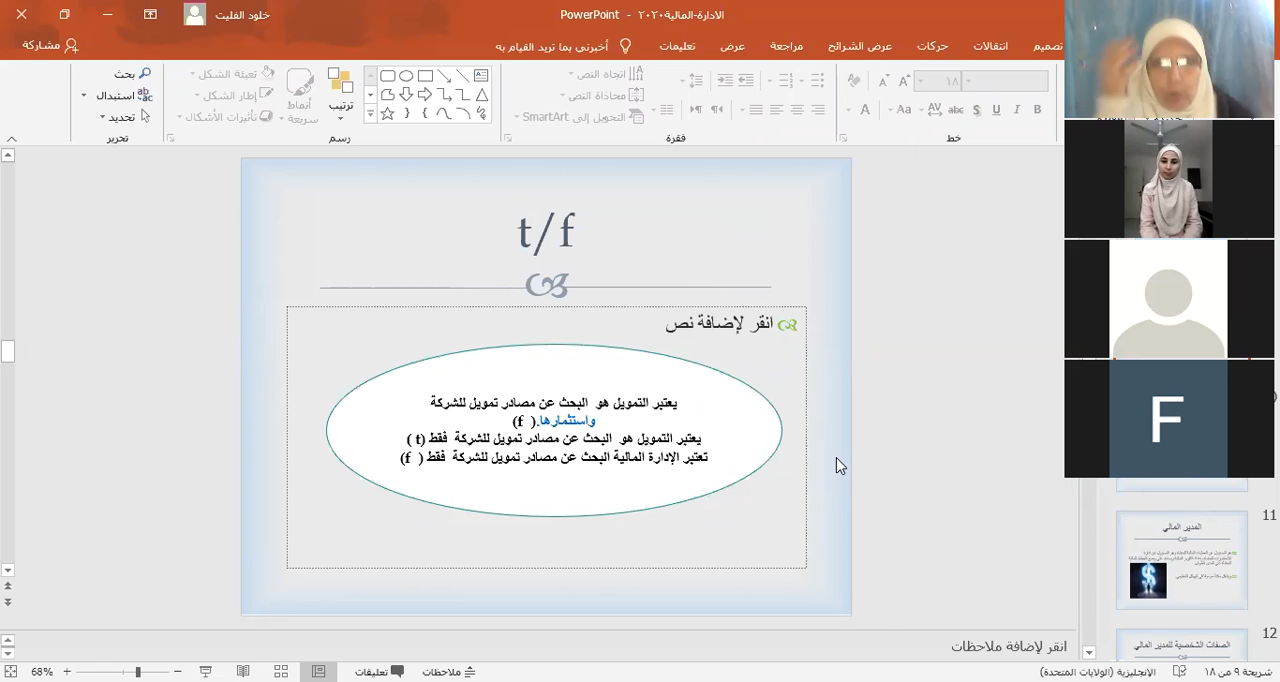 خلود الفليت
الادارة-المالية٢٠٢٠ - PowerPoint
تصميم
انتقالات
حركات
عرض الشرائح
مراجعة
عرض
تعليمات
أخبرني بما تريد القيام به
مشاركة
١٨
Aa
AV
abc
S
U
I
B
A
خط
اتجاه النص
محاذاة النص
التحويل إلى SmartArt
فقرة
ترتيب
أنماط
سريعة
تعبئة الشكل
إطار الشكل
تأثيرات الأشكال
رسم
بحث
استبدال
تحديد
تحرير
t/f
انقر لإضافة نص
يعتبر التمويل هو البحث عن مصادر تمويل للشركة
واستثمارها.( f )
يعتبر التمويل هو البحث عن مصادر تمويل للشركة فقط (t )
تعتبر الإدارة المالية البحث عن مصادر تمويل للشركة فقط ( f )
F
11
المدير المالي
12
الصفات الشخصية للمدير المالي
انقر لإضافة ملاحظات
شريحة ٩ من ١٨
الإنجليزية (الولايات المتحدة)
ملاحظات
تعليقات
68%